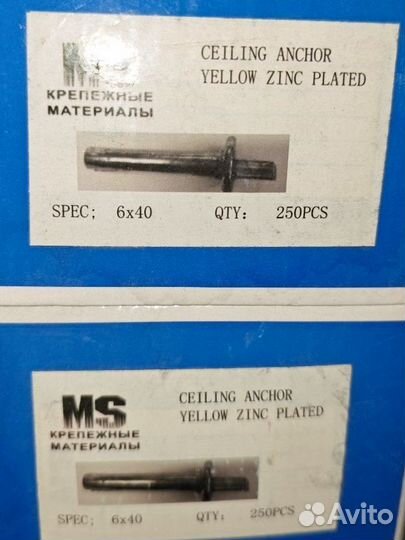 CEILING ANCHOR
YELLOW ZINC PLATED
КРЕПЕЖНЫЕ
МАТЕРИАЛЫ
SPEC; 6x40 QTY: 250PCS
MS
КРЕПЕЖНЫЕ
МАТЕРИАЛЫ
CEILING ANCHOR
YELLOW ZINC PLATED
SPEC; 6x40 QTY: 250PCS
Avito